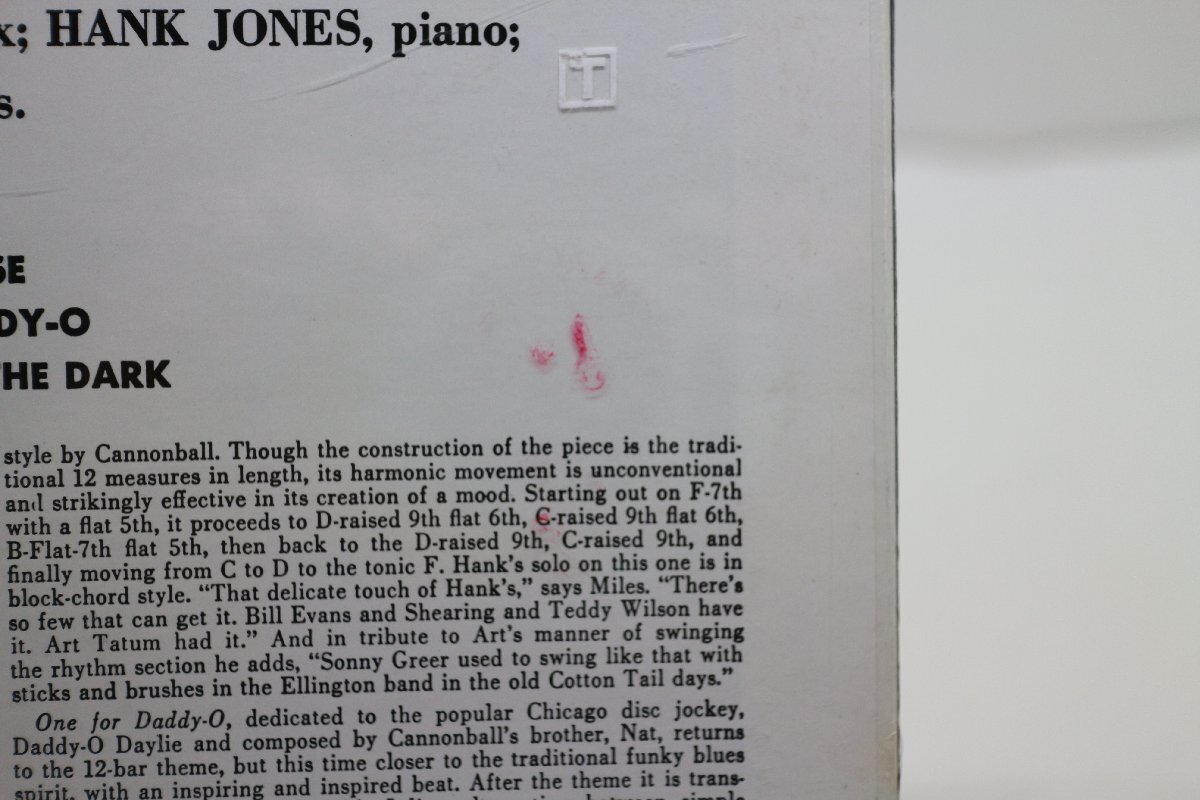 HANK JONES, piano;
T
DY-O
THE DARK
style by Cannonball. Though the construction of the piece is the tradi-
tional 12 measures in length, its harmonic movement is unconventional
and strikingly effective in its creation of a mood. Starting out on F-7th
with a flat 5th, it proceeds to D-raised 9th flat 6th, C-raised 9th flat 6th,
B-Flat-7th flat 5th, then back to the D-raised 9th, C-raised 9th, and
finally moving from C to D to the tonic F. Hank's solo on this one is in
block-chord style. “That delicate touch of Hank's,” says Miles. “There's
so few that can get it. Bill Evans and Shearing and Teddy Wilson have
it. Art Tatum had it.” And in tribute to Art's manner of swinging
the rhythm section he adds, “Sonny Greer used to swing like that with
sticks and brushes in the Ellington band in the old Cotton Tail days.”
One for Daddy-O, dedicated to the popular Chicago disc jockey,
Daddy-O Daylie and composed by Cannonball's brother, Nat, returns
to the 12-bar theme, but this time closer to the traditional funky blues
spirit, with an inspiring and inspired beat. After the theme it is trans-